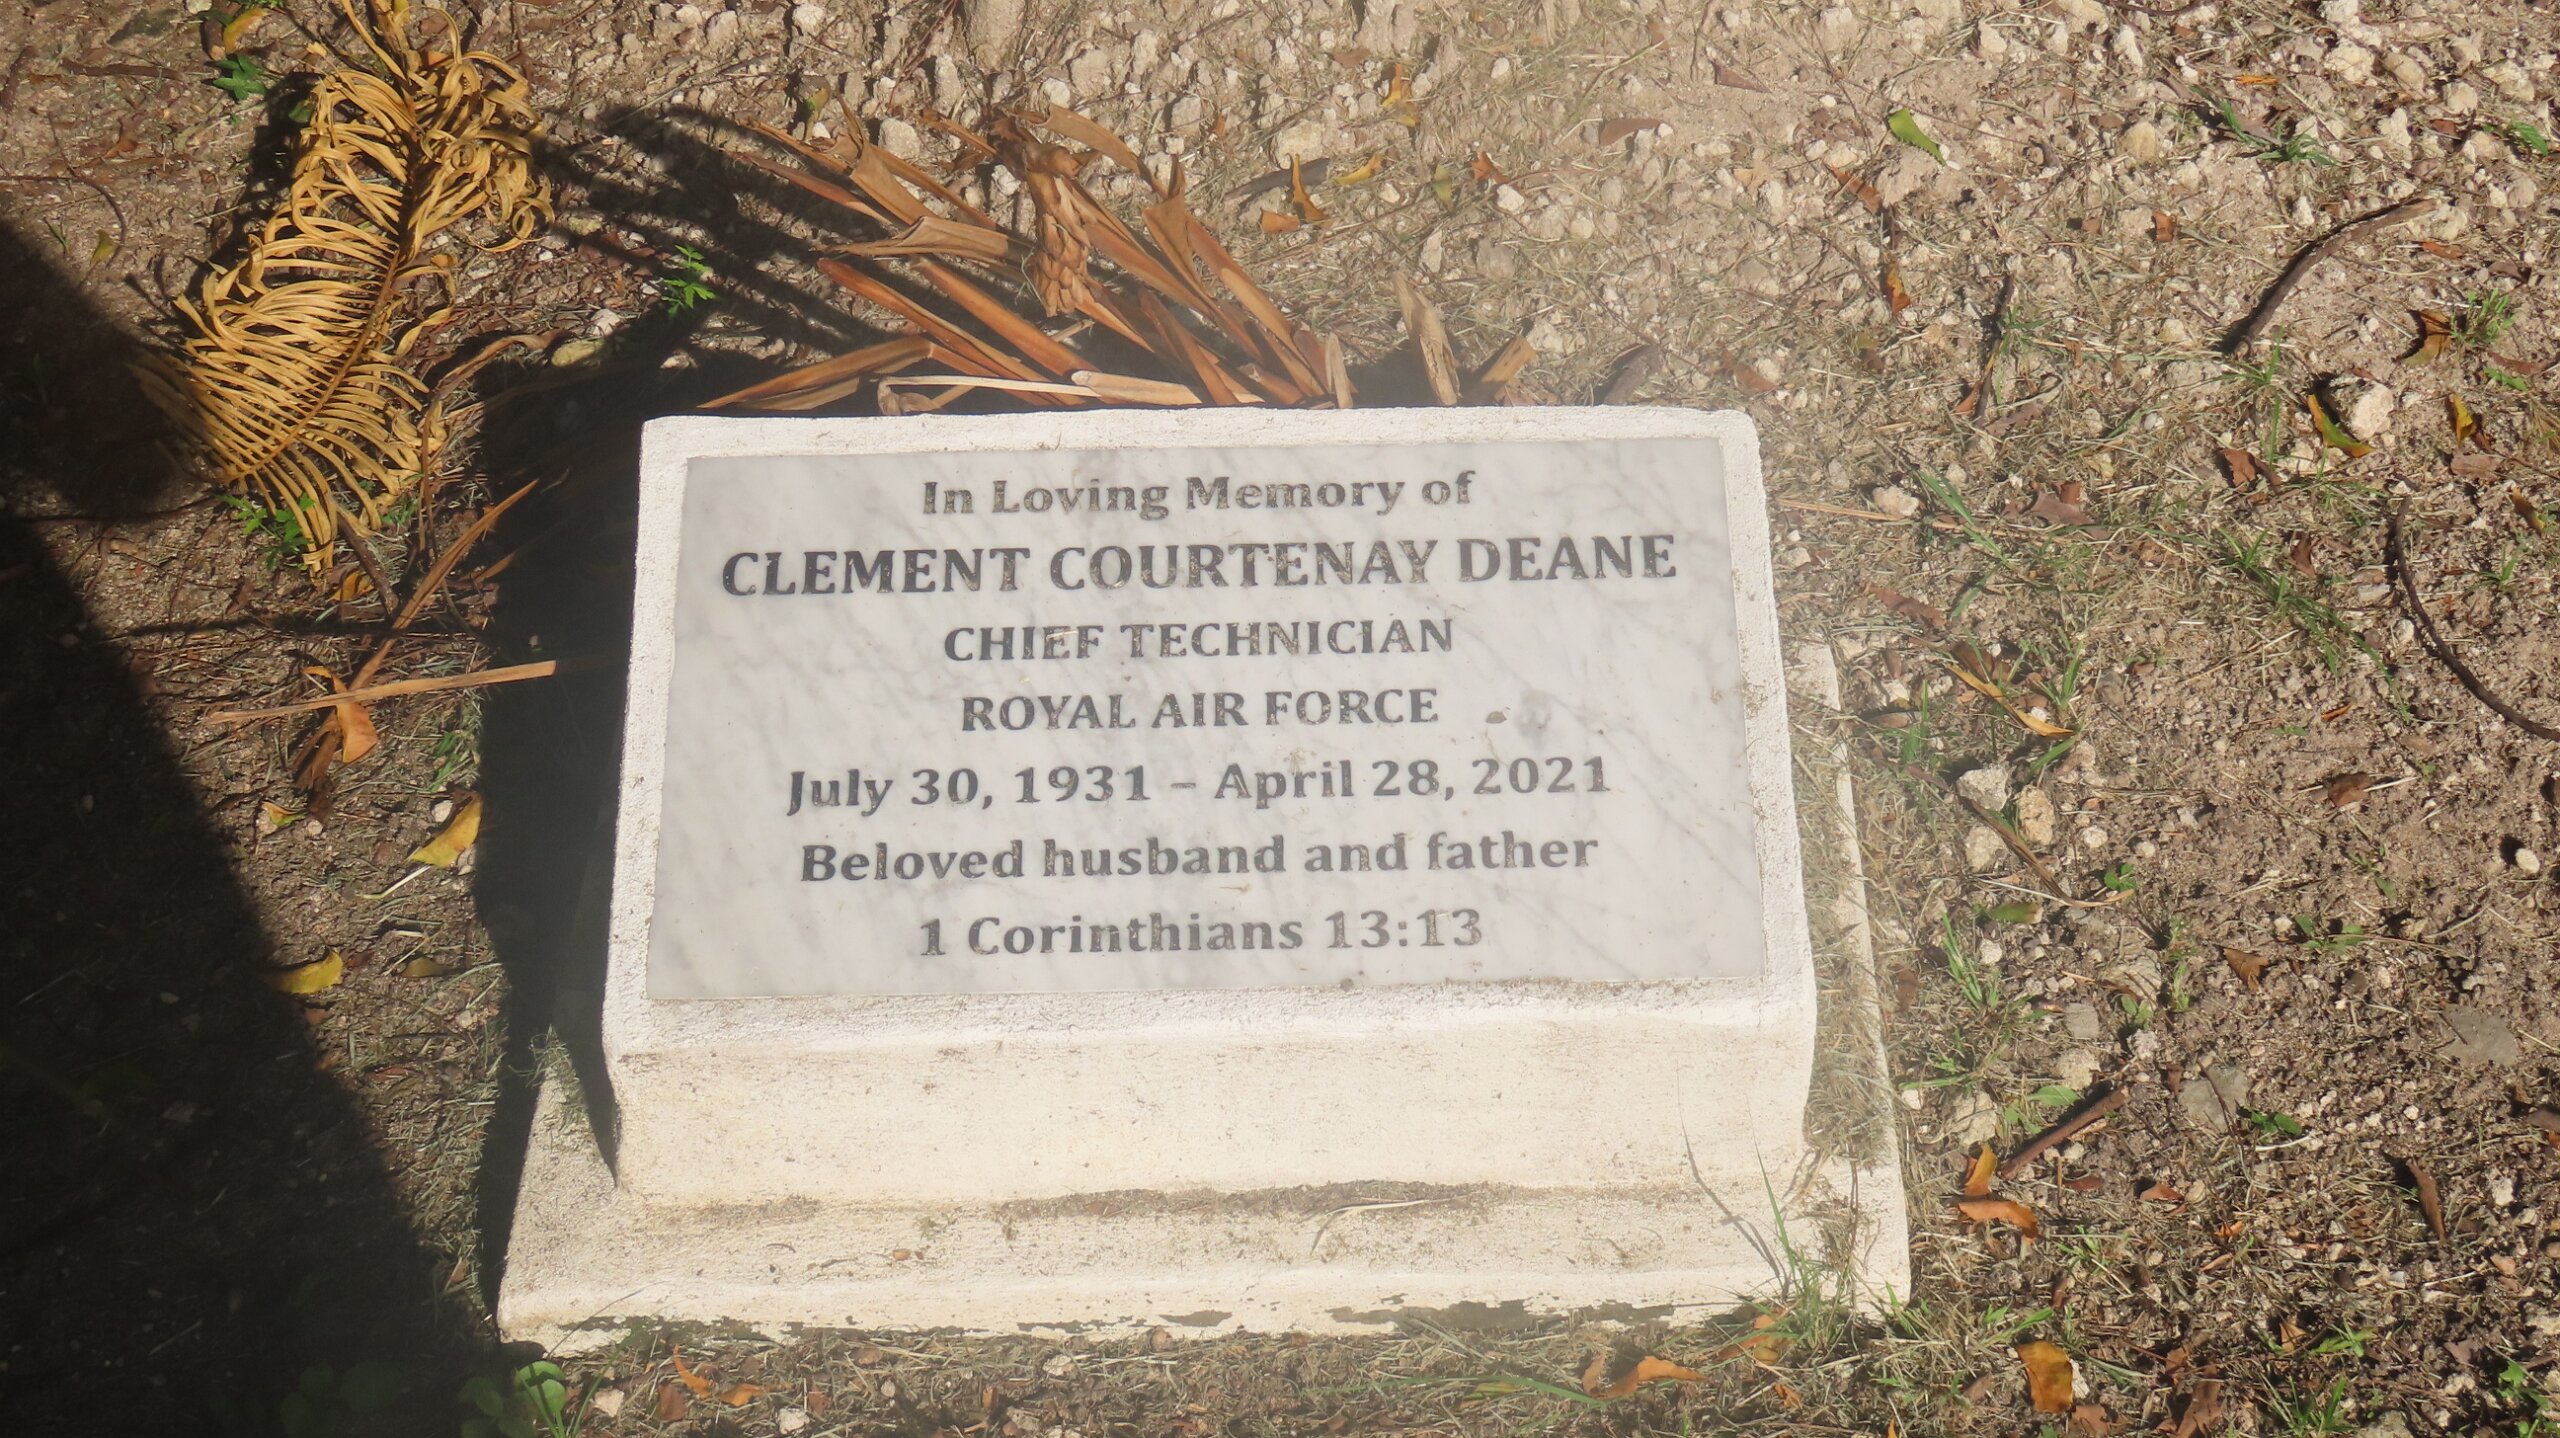 In Loving Memory of
CLEMENT COURTENAY DEANE
CHIEF TECHNICIAN
ROYAL AIR FORCE
July 30, 1931 – April 28, 2021
Beloved husband and father
1 Corinthians 13:13